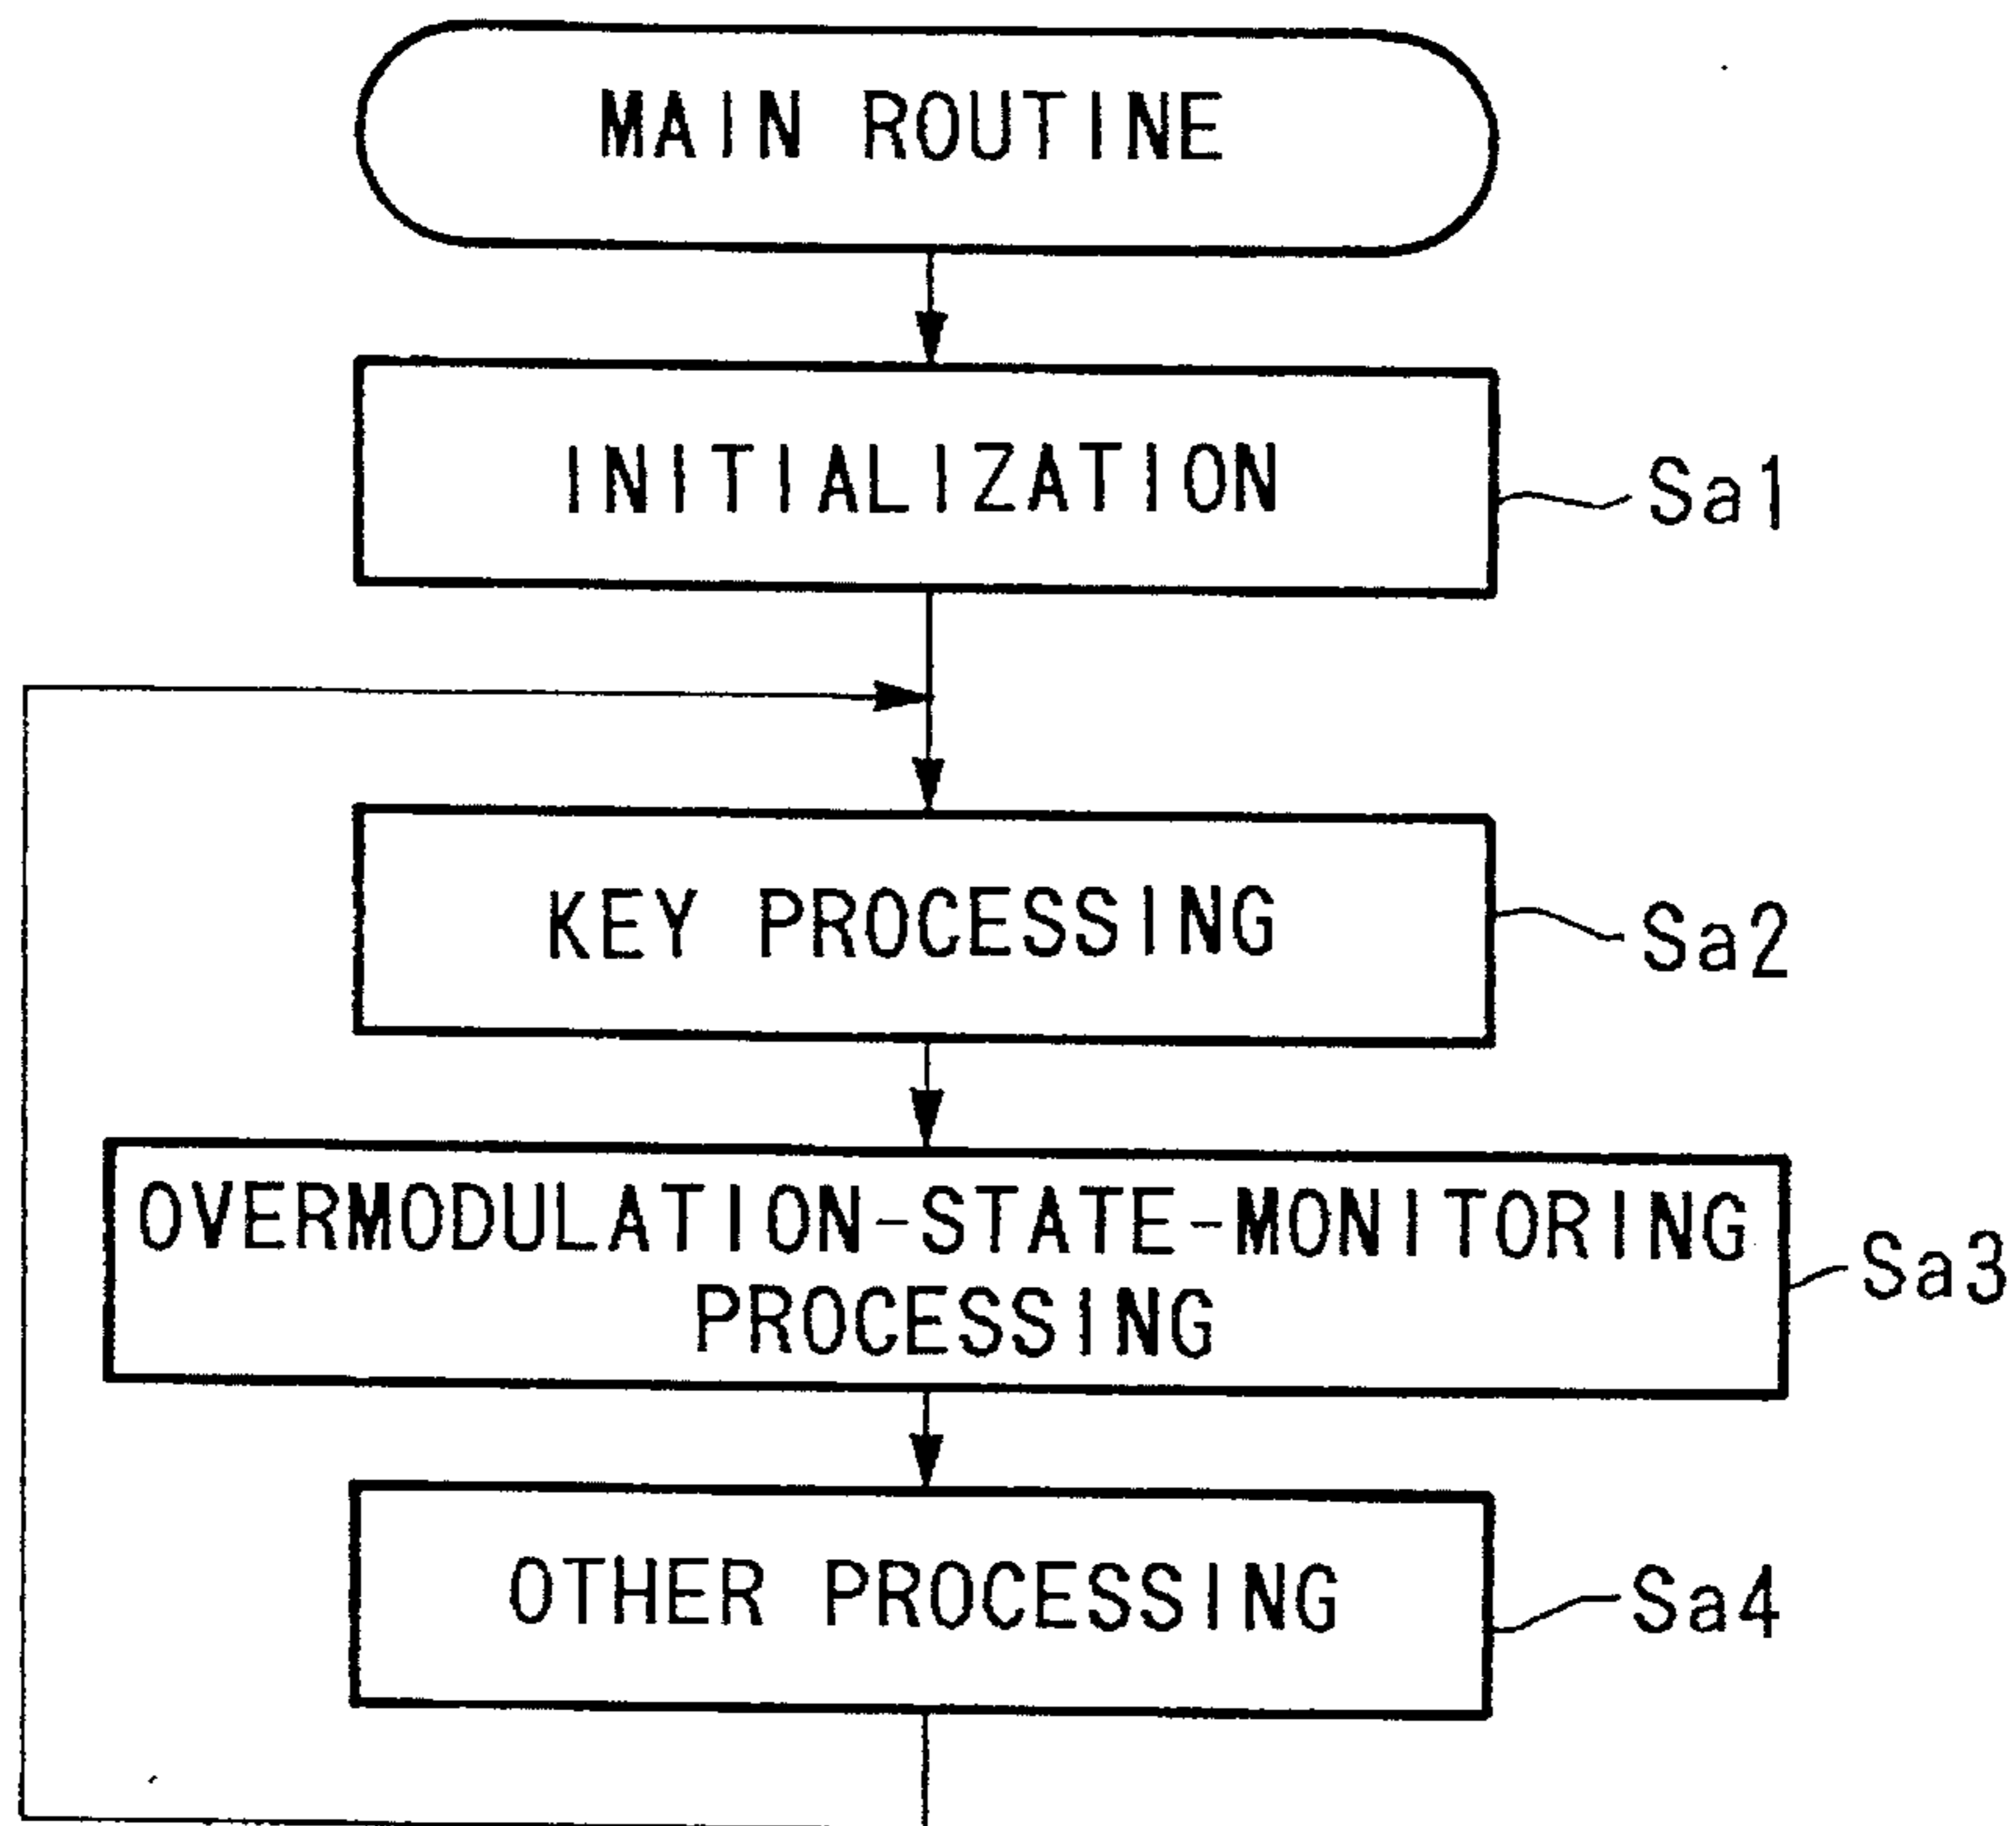 MAIN ROUTINE
INITIALIZATION
Sa1
KEY PROCESSING
Sa2
OVERMODULATION-STATE-MONITORING
PROCESSING
Sa3
OTHER PROCESSING
Sa4